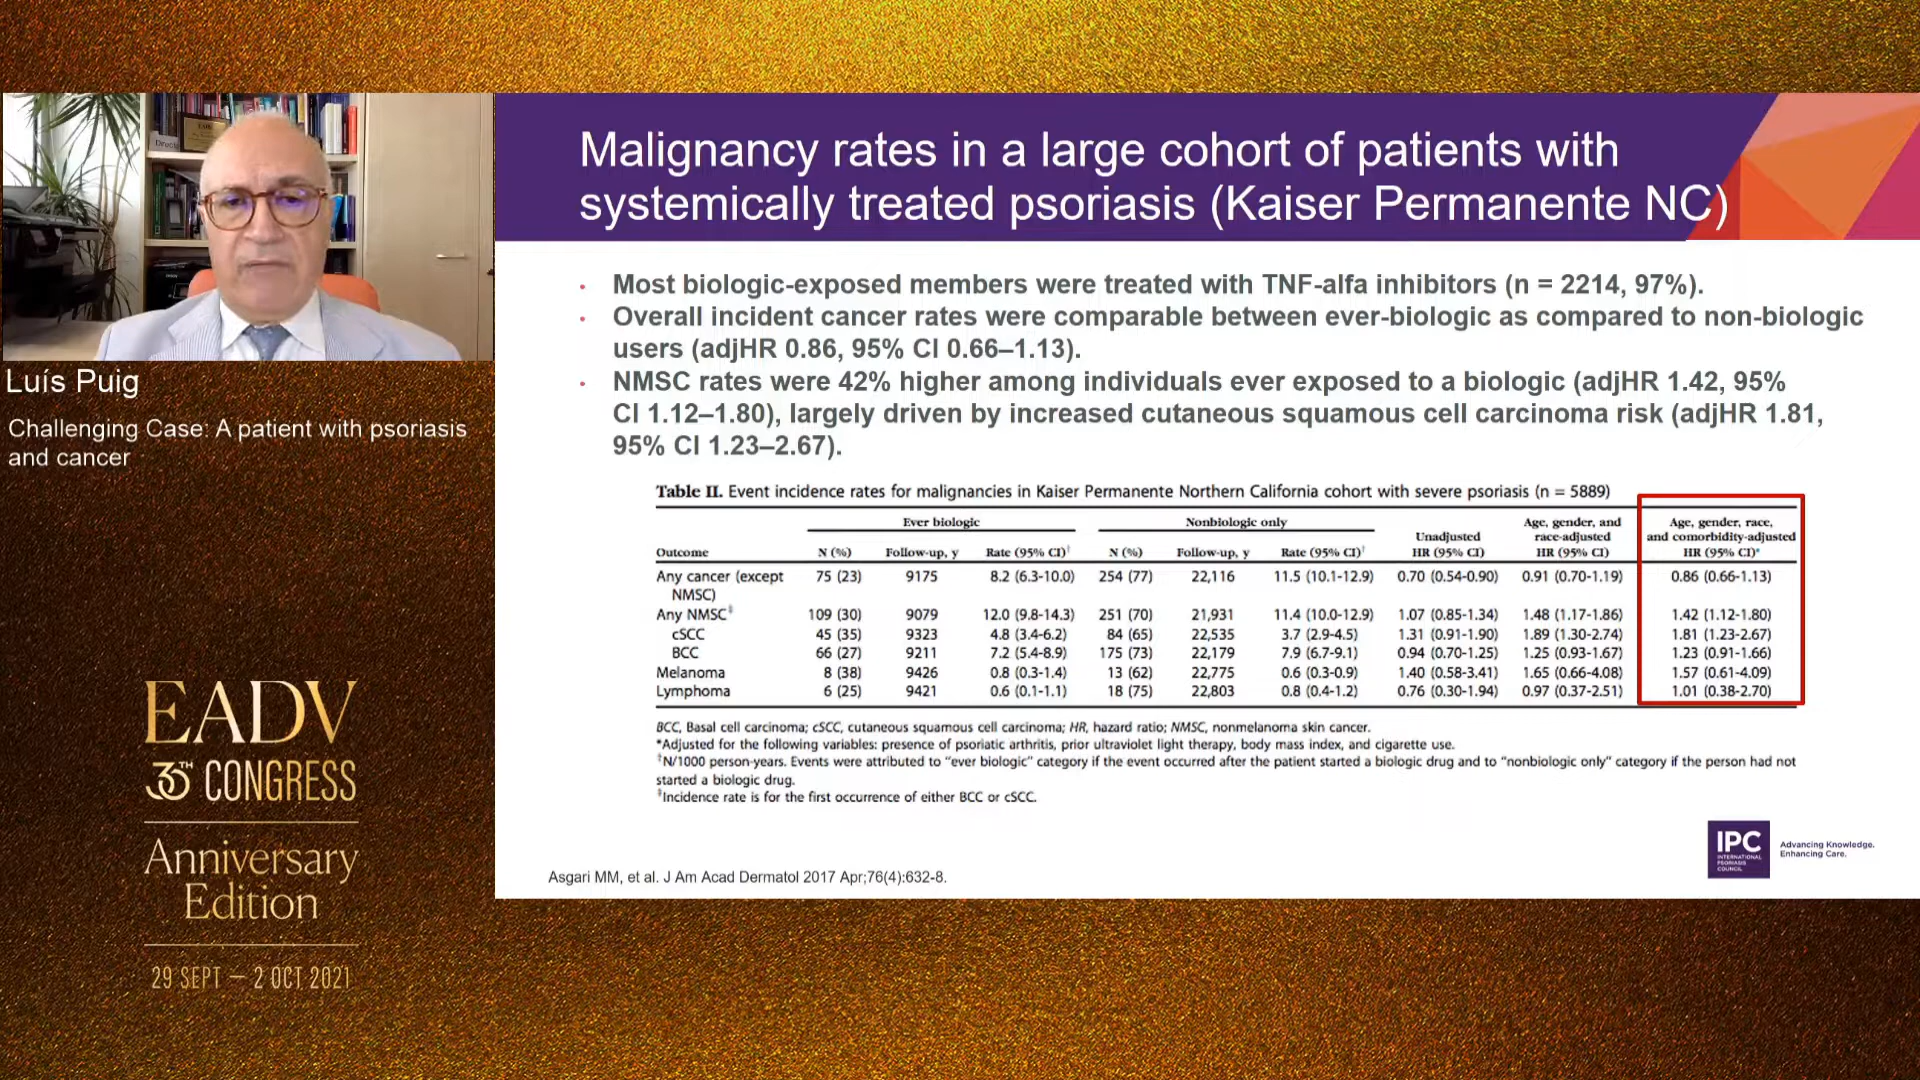 Malignancy rates in a large cohort of patients with
systemically treated psoriasis (Kaiser Permanente NC)
Luís Puig
Challenging Case: A patient with psoriasis
and cancer
• Most biologic-exposed members were treated with TNF-alfa inhibitors (n = 2214, 97%).
• Overall incident cancer rates were comparable between ever-biologic as compared to non-biologic
users (adjHR 0.86, 95% CI 0.66–1.13).
• NMSC rates were 42% higher among individuals ever exposed to a biologic (adjHR 1.42, 95%
CI 1.12–1.80), largely driven by increased cutaneous squamous cell carcinoma risk (adjHR 1.81,
95% CI 1.23–2.67).
Table II. Event incidence rates for malignancies in Kaiser Permanente Northern California cohort with severe psoriasis (n = 5889)
Ever biologic Nonbiologic only Age, gender, and Age, gender, race,
Unadjusted race-adjusted and comorbidity-adjusted
Outcome N (%) Follow-up, y Rate (95% CI)† N (%) Follow-up, y Rate (95% CI)† HR (95% CI) HR (95% CI) HR (95% CI)*
Any cancer (except 75 (23) 9175 8.2 (6.3-10.0) 254 (77) 22,116 11.5 (10.1-12.9) 0.70 (0.54-0.90) 0.91 (0.70-1.19) 0.86 (0.66-1.13)
NMSC)
Any NMSC‡ 109 (30) 9079 12.0 (9.8-14.3) 251 (70) 21,931 11.4 (10.0-12.9) 1.07 (0.85-1.34) 1.48 (1.17-1.86) 1.42 (1.12-1.80)
cSCC 45 (35) 9323 4.8 (3.4-6.2) 84 (65) 22,535 3.7 (2.9-4.5) 1.31 (0.91-1.90) 1.89 (1.30-2.74) 1.81 (1.23-2.67)
BCC 66 (27) 9211 7.2 (5.4-8.9) 175 (73) 22,179 7.9 (6.7-9.1) 0.94 (0.70-1.25) 1.25 (0.93-1.67) 1.23 (0.91-1.66)
Melanoma 8 (38) 9426 0.8 (0.3-1.4) 13 (62) 22,775 0.6 (0.3-0.9) 1.40 (0.58-3.41) 1.65 (0.66-4.08) 1.57 (0.61-4.09)
Lymphoma 6 (25) 9421 0.6 (0.1-1.1) 18 (75) 22,803 0.8 (0.4-1.2) 0.76 (0.30-1.94) 0.97 (0.37-2.51) 1.01 (0.38-2.70)
BCC, Basal cell carcinoma; cSCC, cutaneous squamous cell carcinoma; HR, hazard ratio; NMSC, nonmelanoma skin cancer.
*Adjusted for the following variables: presence of psoriatic arthritis, prior ultraviolet light therapy, body mass index, and cigarette use.
†N/1000 person-years. Events were attributed to "ever biologic" category if the event occurred after the patient started a biologic drug and to "nonbiologic only" category if the person had not
started a biologic drug.
‡Incidence rate is for the first occurrence of either BCC or cSCC.
Asgari MM, et al. J Am Acad Dermatol 2017 Apr;76(4):632-8.
IPC
INTERNATIONAL
PSORIASIS
COUNCIL
Advancing Knowledge.
Enhancing Care.
EADV
30TH CONGRESS
Anniversary
Edition
29 SEPT – 2 OCT 2021